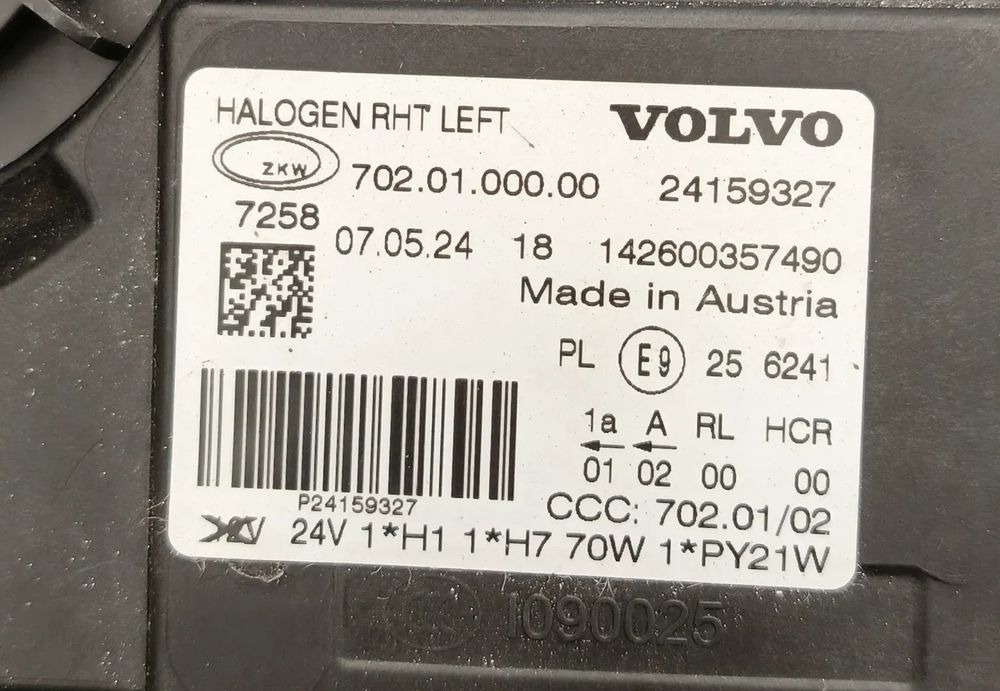 HALOGEN RHT LEFT VOLVO
ZKW 702.01.000.00 24159327
7258
07.05.24 18 142600357490
Made in Austria
PL E9 25 6241
1a A RL HCR
← ←
01 02 00 00
P24159327
CCC: 702.01/02
24V 1*H1 1*H7 70W 1*PY21W
I090025